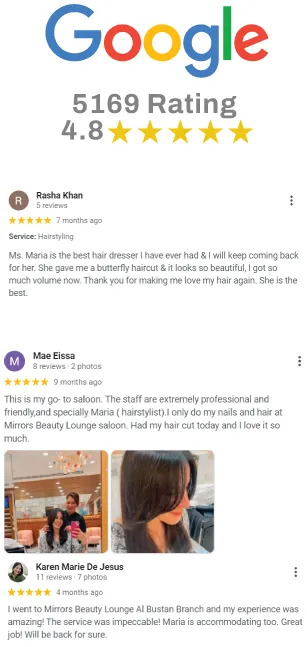 Google
5169 Rating
4.8
R
Rasha Khan
5 reviews
7 months ago
Service: Hairstyling
Ms. Maria is the best hair dresser I have ever had & I will keep coming back
for her. She gave me a butterfly haircut & it looks so beautiful, I got so
much volume now. Thank you for making me love my hair again. She is the
best.
M
Mae Eissa
8 reviews · 2 photos
9 months ago
This is my go- to saloon. The staff are extremely professional and
friendly,and specially Maria ( hairstylist).I only do my nails and hair at
Mirrors Beauty Lounge saloon. Had my hair cut today and I love it so
much.
Karen Marie De Jesus
11 reviews · 7 photos
4 months ago
I went to Mirrors Beauty Lounge Al Bustan Branch and my experience was
amazing! The service was impeccable! Maria is accommodating too. Great
job! Will be back for sure.